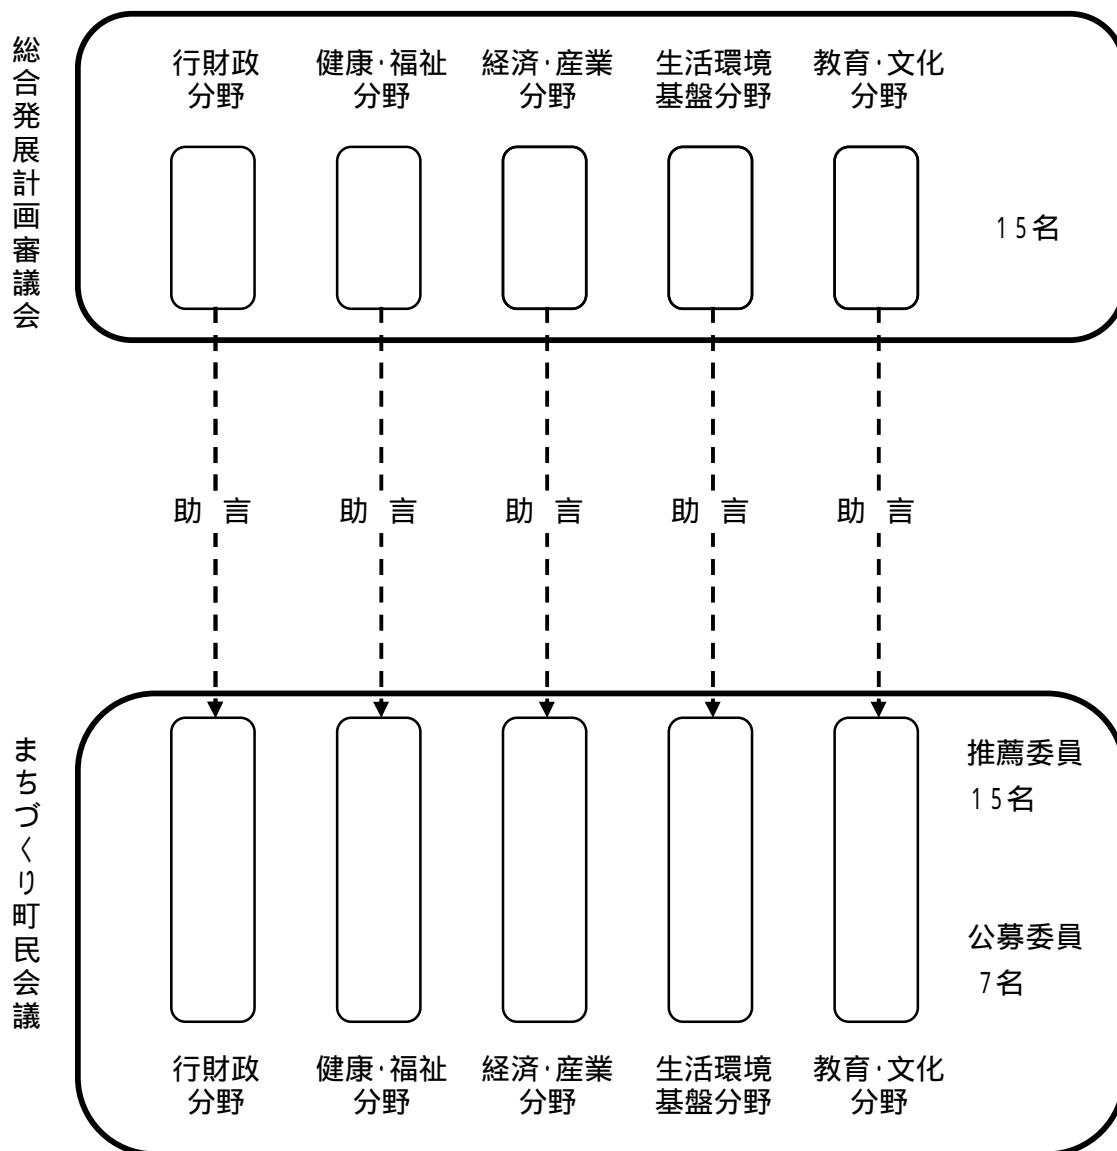 総合発展計画審議会
行財政
分野
健康・福祉
分野
経済・産業
分野
生活環境
基盤分野
教育・文化
分野
15名
助 言
助 言
助 言
助 言
助 言
まちづくり町民会議
推薦委員
15名
公募委員
7名
行財政
分野
健康・福祉
分野
経済・産業
分野
生活環境
基盤分野
教育・文化
分野